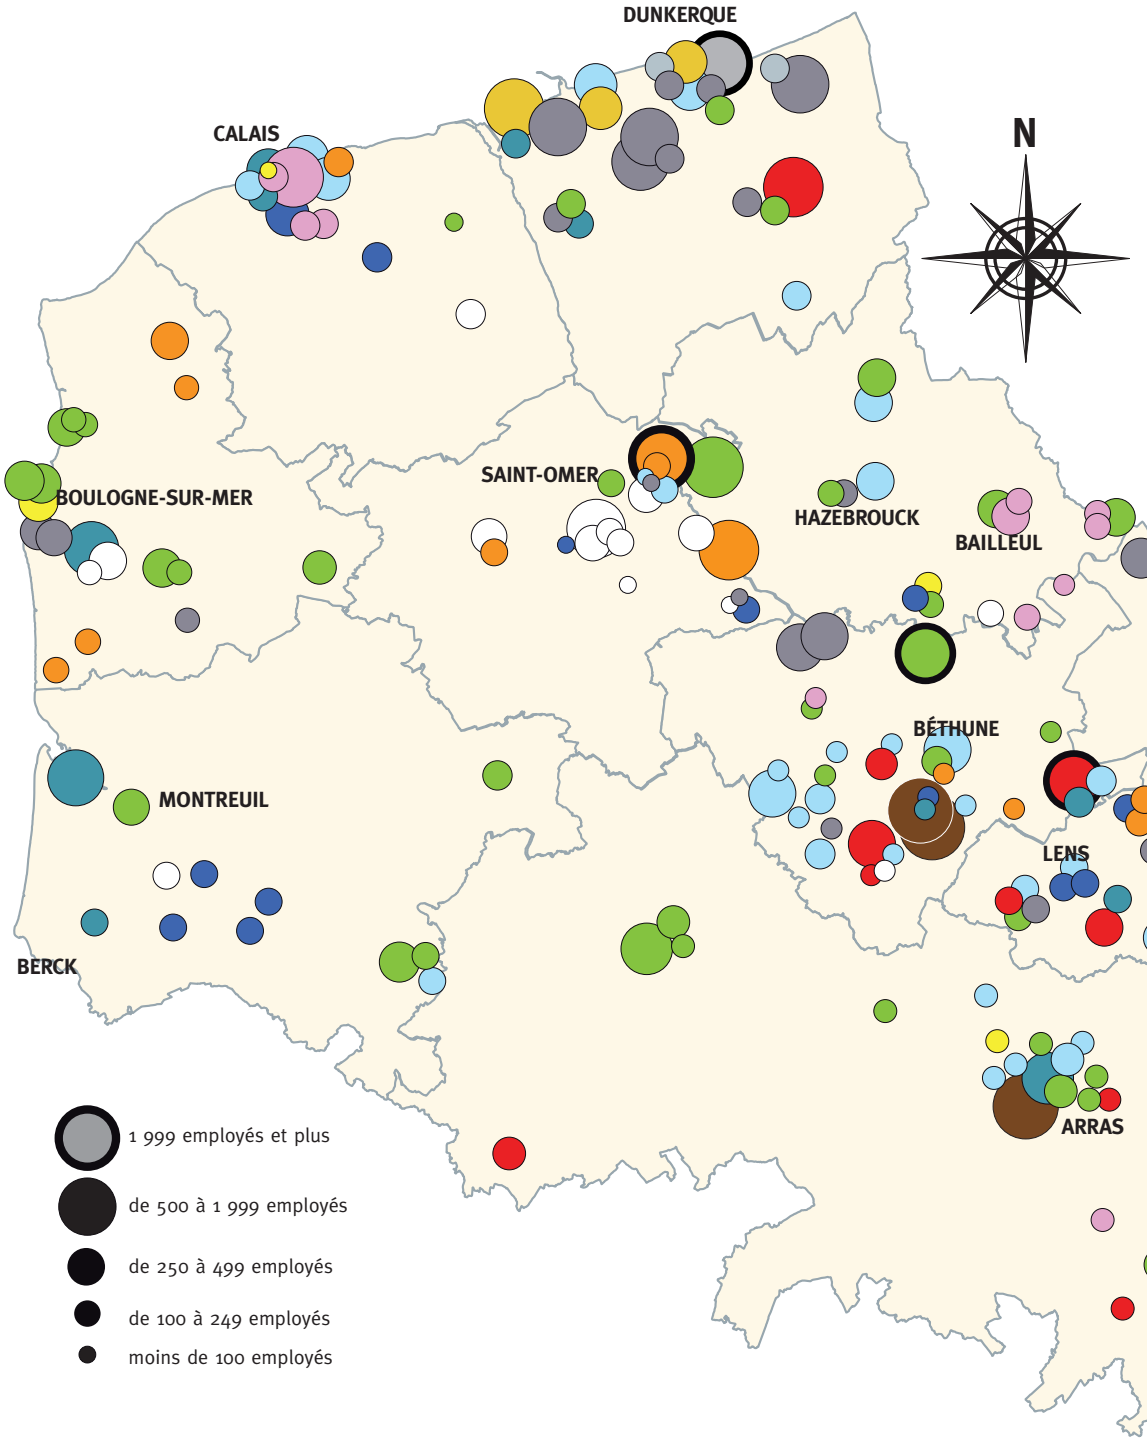 DUNKERQUE
CALAIS
N
SAINT-OMER
BOULOGNE-SUR-MER
HAZEBROUCK
BAILLEUL
BÉTHUNE
MONTREUIL
LENS
BERCK
ARRAS
1 999 employés et plus
de 500 à 1 999 employés
de 250 à 499 employés
de 100 à 249 employés
moins de 100 employés